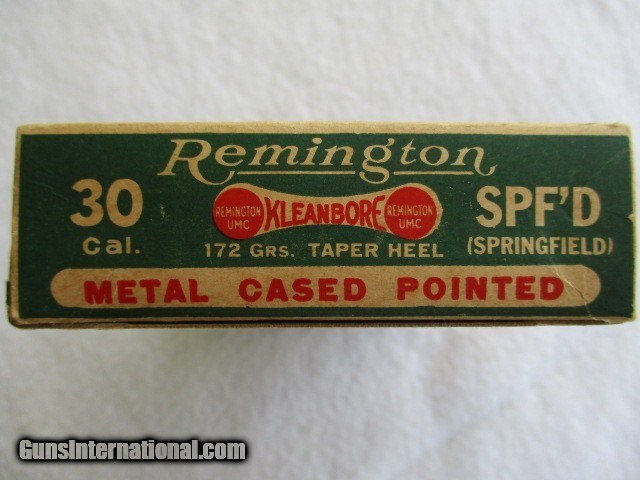 Remington
30
Cal.
REMINGTON
UMC
KLEANBORE
REMINGTON
UMC
SPF'D
(SPRINGFIELD)
172 GRS. TAPER HEEL
METAL CASED POINTED
GunsInternational.com